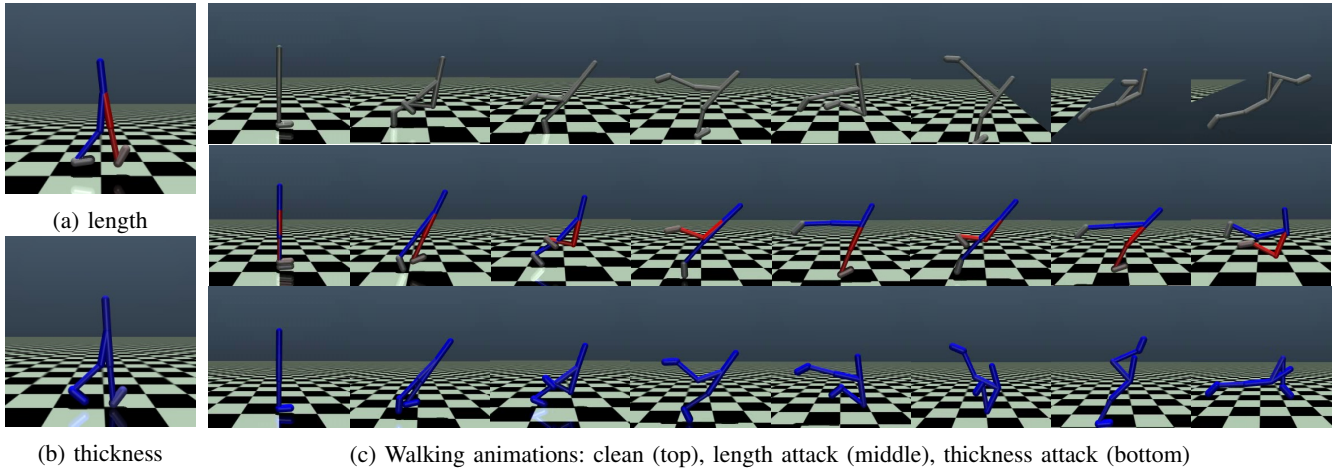 (a) length
(b) thickness
(c) Walking animations: clean (top), length attack (middle), thickness attack (bottom)